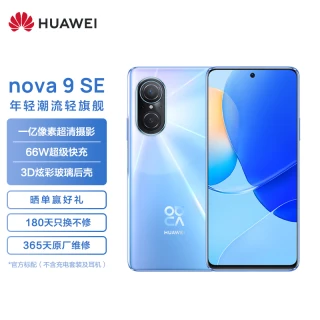 HUAWEI
nova 9 SE
年轻潮流轻旗舰
一亿像素超清摄影
66W超级快充
3D炫彩玻璃后壳
晒单赢好礼
180天只换不修
365天原厂维修
*官方标配（不含充电套装及耳机）
HUAWEI